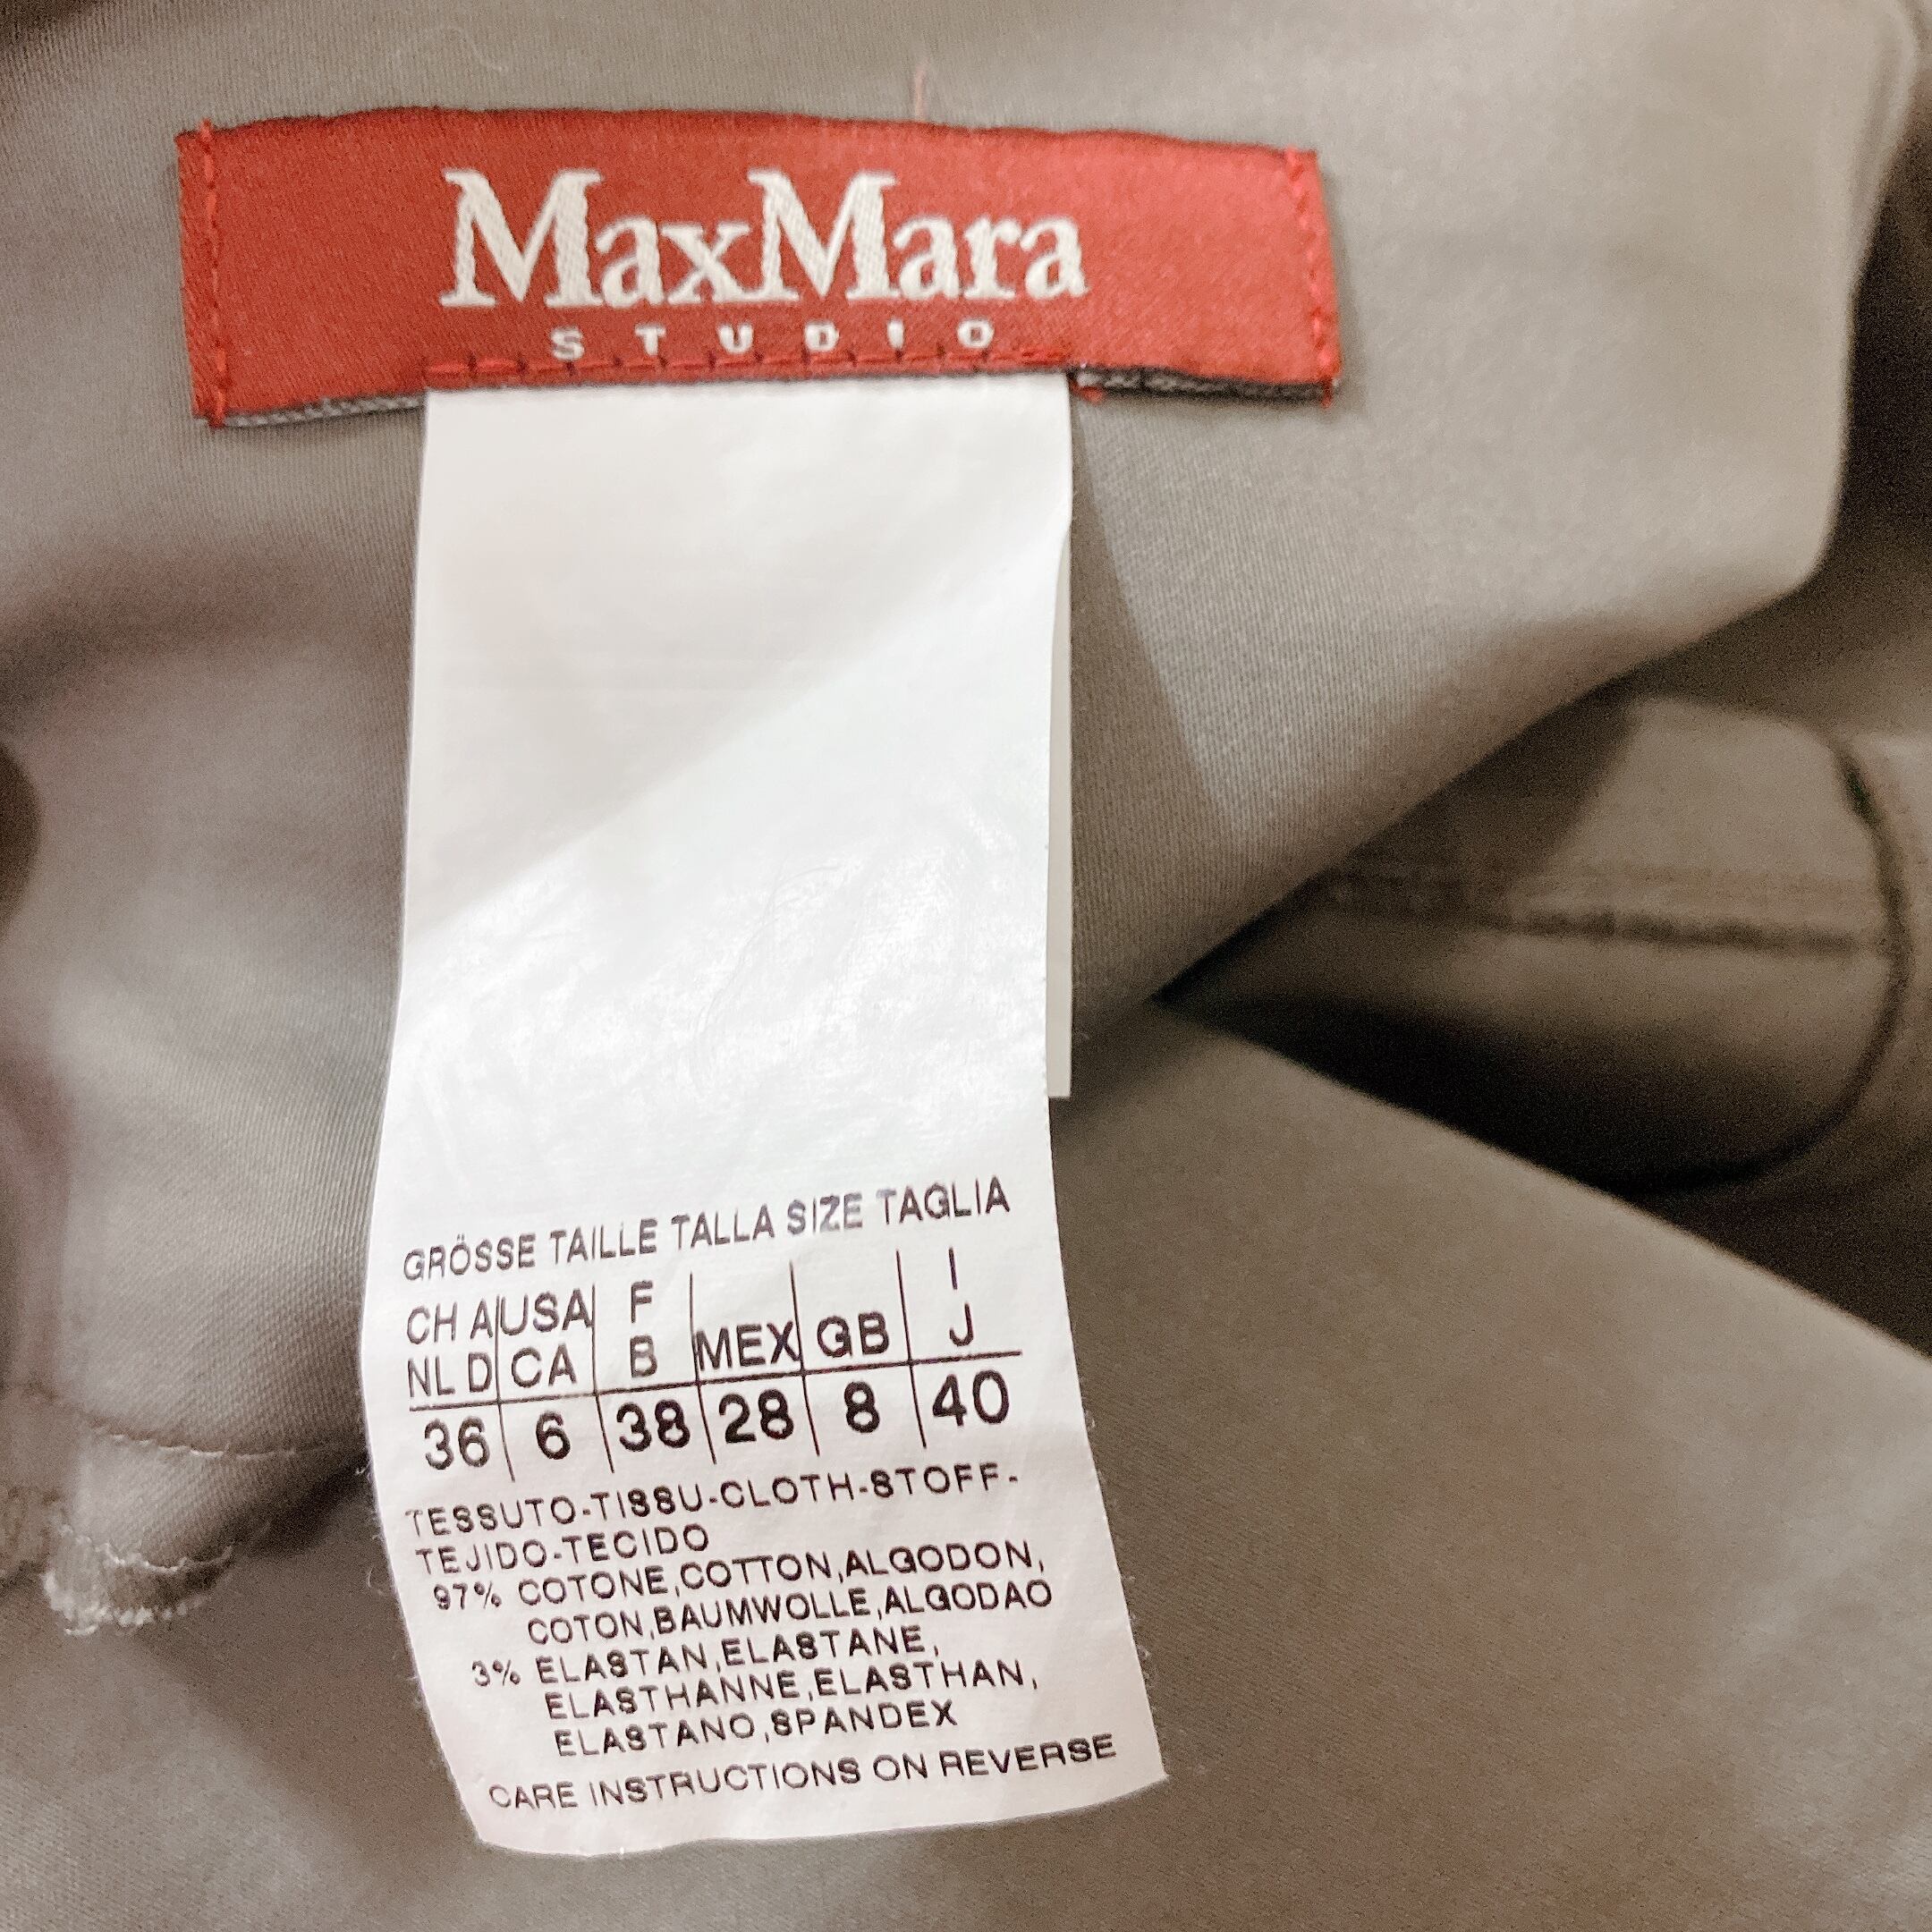 MaxMara
STUDIO
GRÖSSE TAILLE TALLA SIZE TAGLIA
CH A USA F I
NL D CA B MEX GB J
36 6 38 28 8 40
TESSUTO-TISSU-CLOTH-STOFF-
TEJIDO-TECIDO
97% COTONE,COTTON,ALGODON,
COTON,BAUMWOLLE,ALGODAO
3% ELASTAN,ELASTANE,
ELASTHANNE,ELASTHAN,
ELASTANO,SPANDEX
CARE INSTRUCTIONS ON REVERSE